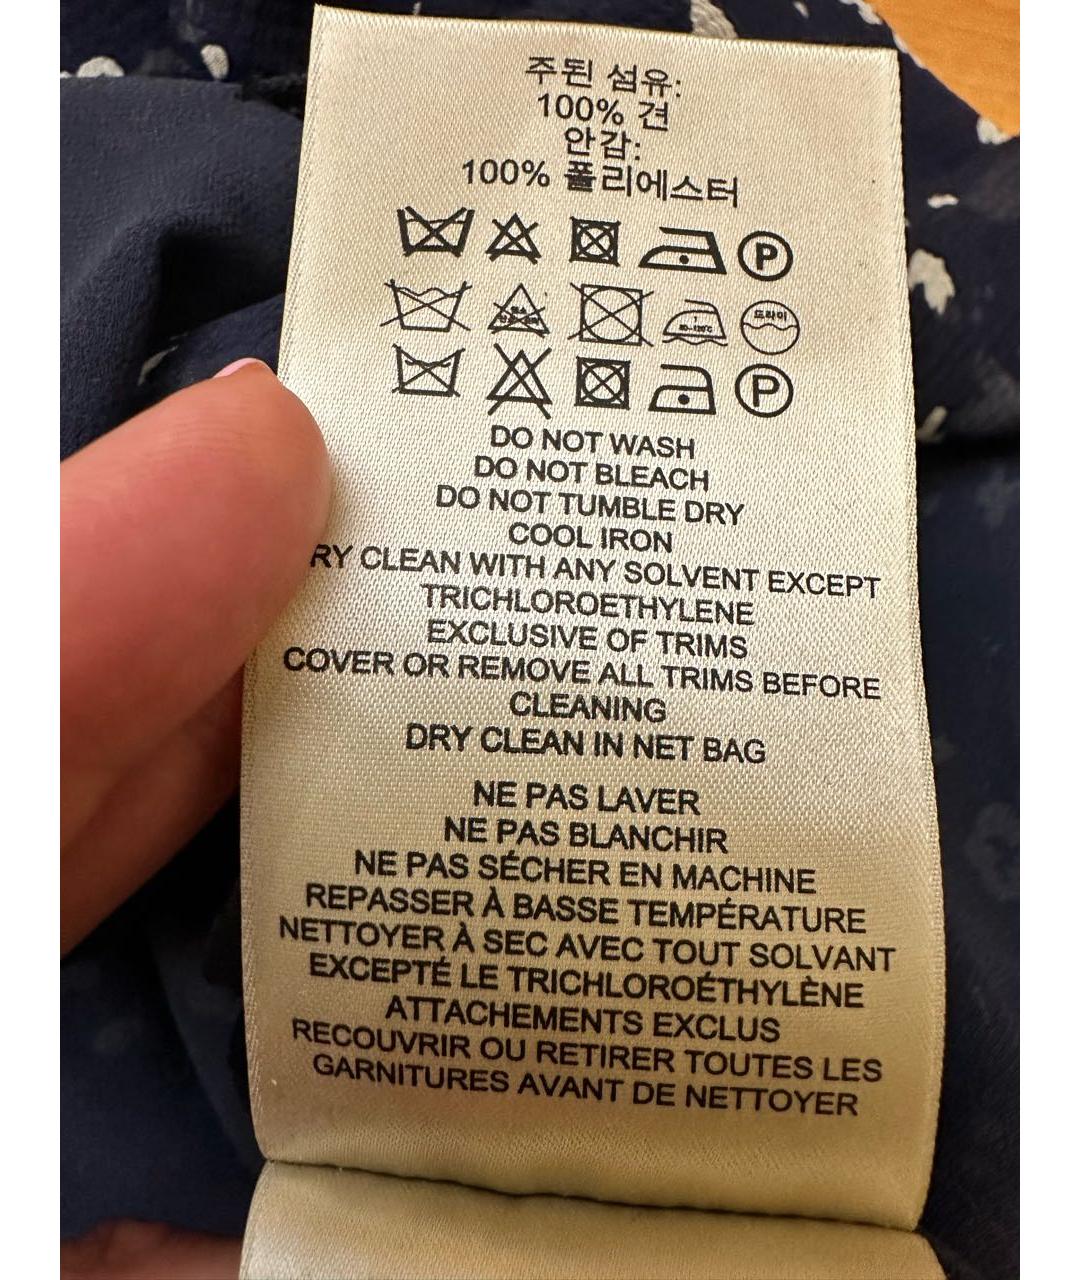 주된 섬유:
100% 견
안감:
100% 폴리에스터
P
드라이
P
DO NOT WASH
DO NOT BLEACH
DO NOT TUMBLE DRY
COOL IRON
RY CLEAN WITH ANY SOLVENT EXCEPT
TRICHLOROETHYLENE
EXCLUSIVE OF TRIMS
COVER OR REMOVE ALL TRIMS BEFORE
CLEANING
DRY CLEAN IN NET BAG
NE PAS LAVER
NE PAS BLANCHIR
NE PAS SÉCHER EN MACHINE
REPASSER À BASSE TEMPÉRATURE
NETTOYER À SEC AVEC TOUT SOLVANT
EXCEPTÉ LE TRICHLOROÉTHYLÈNE
ATTACHEMENTS EXCLUS
RECOUVRIR OU RETIRER TOUTES LES
GARNITURES AVANT DE NETTOYER